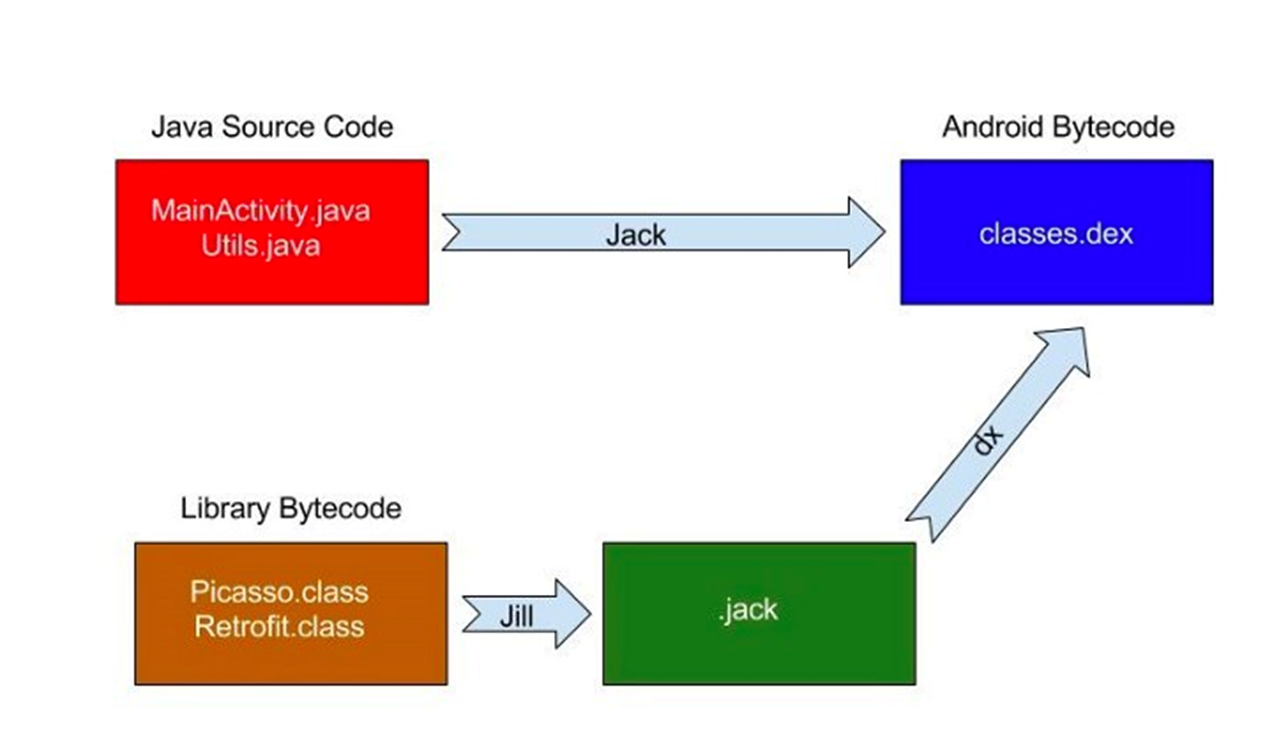 Java Source Code
Android Bytecode
MainActivity.java
Utils.java
Jack
classes.dex
dx
Library Bytecode
Picasso.class
Retrofit.class
Jill
.jack